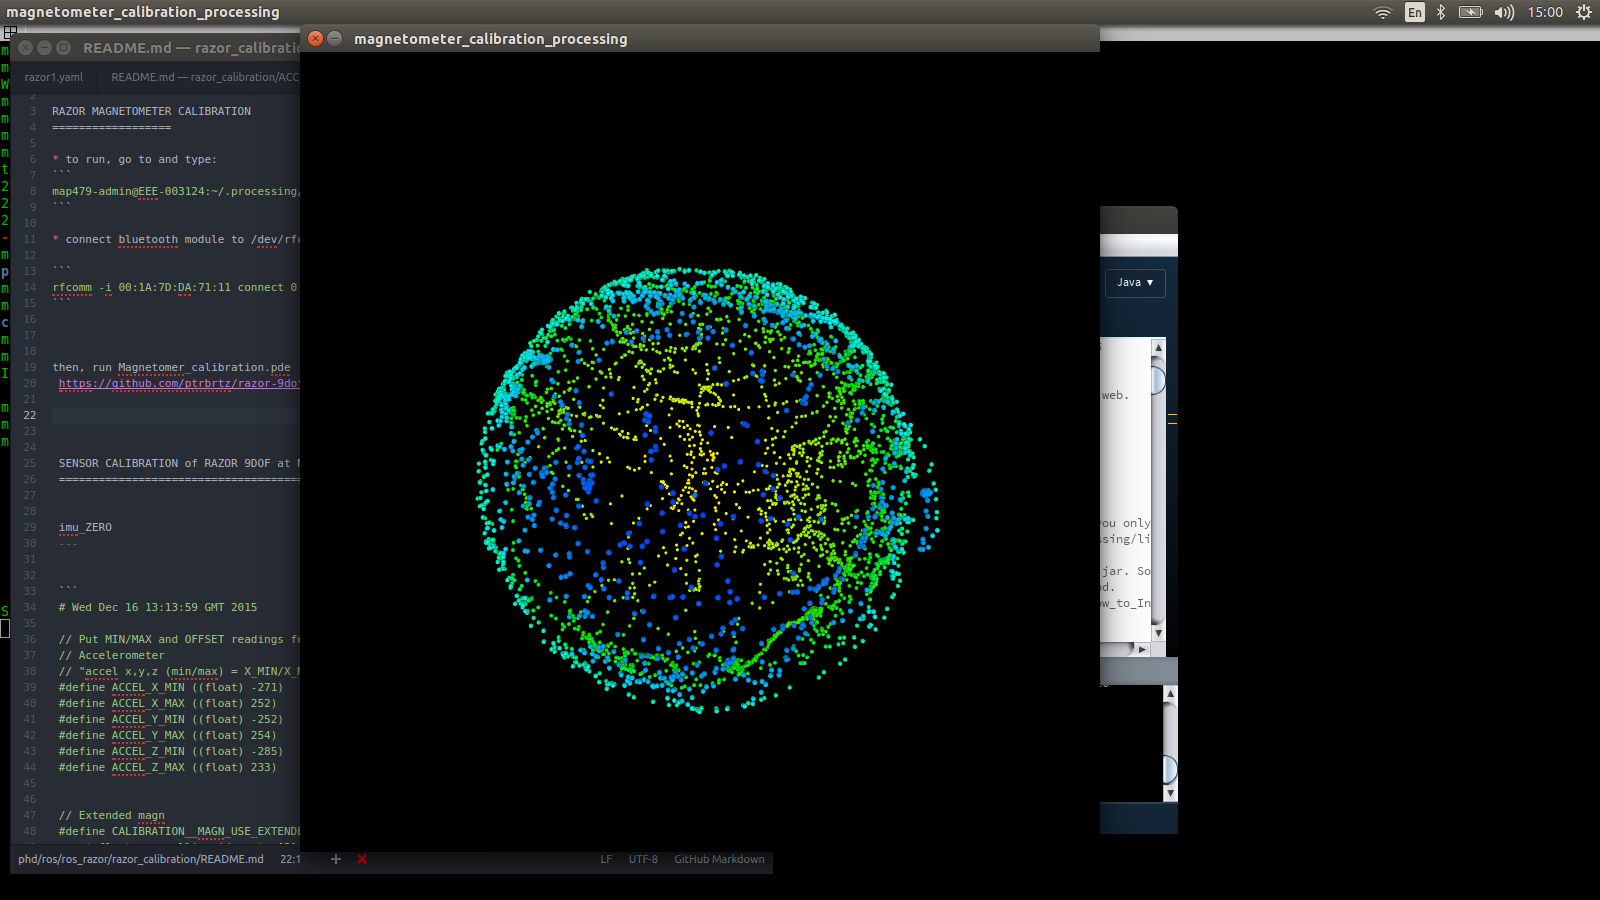 magnetometer_calibration_processing
En
15:00
README.md — razor_calibratio
magnetometer_calibration_processing
razor1.yaml
README.md — razor_calibration/ACC
2
3 RAZOR MAGNETOMETER CALIBRATION
4 ==================
5
6 * to run, go to and type:
7 ```
8 map479-admin@EEE-003124:~/.processing/
9 ```
10
11 * connect bluetooth module to /dev/rfc
12
13 ```
14 rfcomm -i 00:1A:7D:DA:71:11 connect 0
15 ```
16
17
18
19 then, run Magnetomer_calibration.pde
20 https://github.com/ptrbrtz/razor-9dof
21
22
23
24
25 SENSOR CALIBRATION of RAZOR 9DOF at
26 =====================================
27
28
29 imu_ZERO
30 ---
31
32
33 ```
34 # Wed Dec 16 13:13:59 GMT 2015
35
36 // Put MIN/MAX and OFFSET readings fo
37 // Accelerometer
38 // "accel x,y,z (min/max) = X_MIN/X_M
39 #define ACCEL_X_MIN ((float) -271)
40 #define ACCEL_X_MAX ((float) 252)
41 #define ACCEL_Y_MIN ((float) -252)
42 #define ACCEL_Y_MAX ((float) 254)
43 #define ACCEL_Z_MIN ((float) -285)
44 #define ACCEL_Z_MAX ((float) 233)
45
46
47 // Extended magn
48 #define CALIBRATION__MAGN_USE_EXTENDE
phd/ros/ros_razor/razor_calibration/README.md 22:1
LF UTF-8 GitHub Markdown
Java ▼
web.
you only
ssing/li
jar. So
d.
ow_to_In
m
m
W
m
m
m
m
t
2
2
2
-
m
p
m
m
c
m
m
I
m
m
m
S